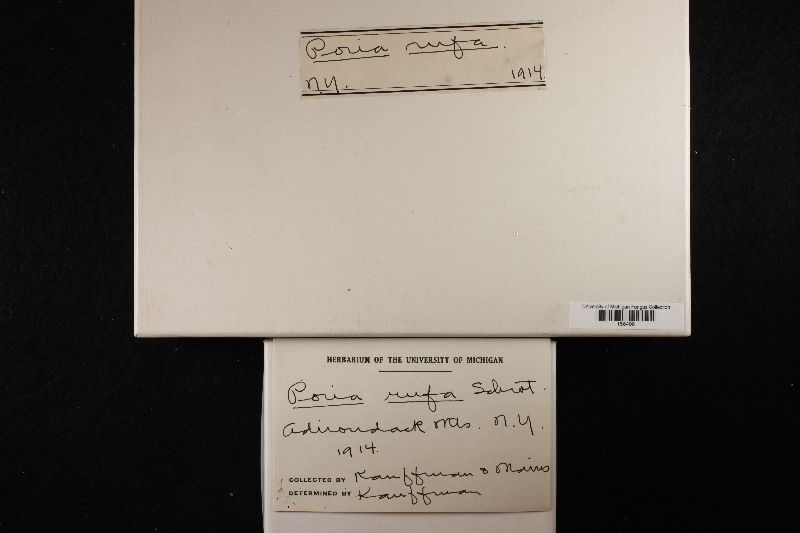 Poria rufa.
N.Y. 1914.
University of Michigan Fungus Collection
HERBARIUM OF THE UNIVERSITY OF MICHIGAN
Poria rufa Schrot.
Adirondack Mts. N.Y.
1914.
COLLECTED BY Kauffman & Mains
DETERMINED BY Kauffman